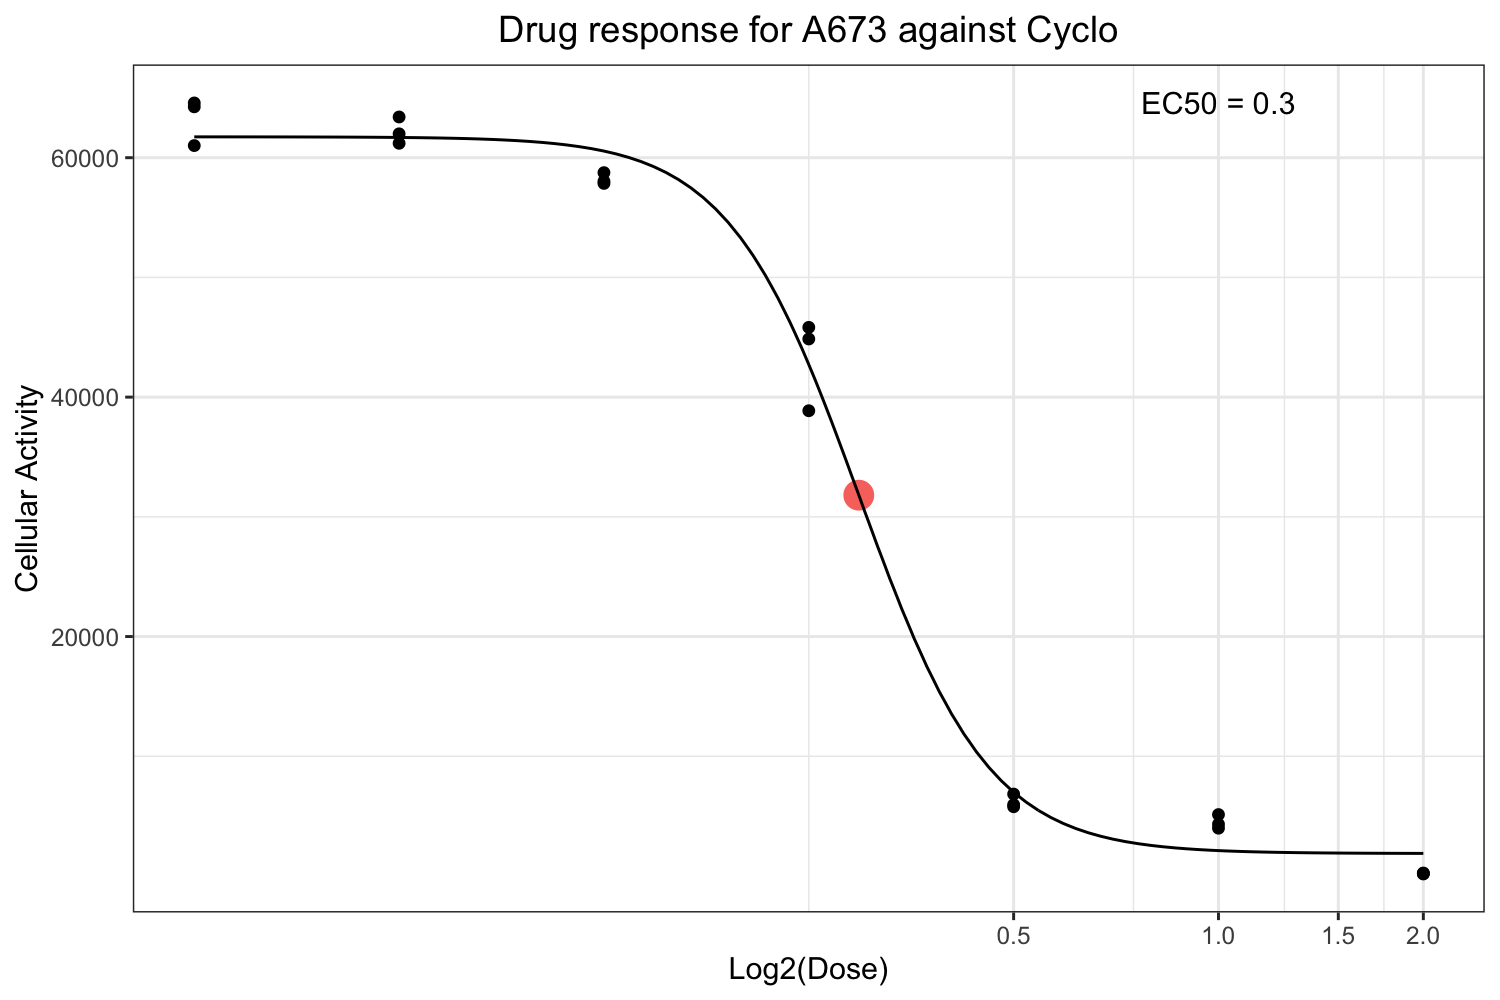 Drug response for A673 against Cyclo
EC50 = 0.3
60000
40000
20000
Cellular Activity
0.5 1.0 1.5 2.0
Log2(Dose)